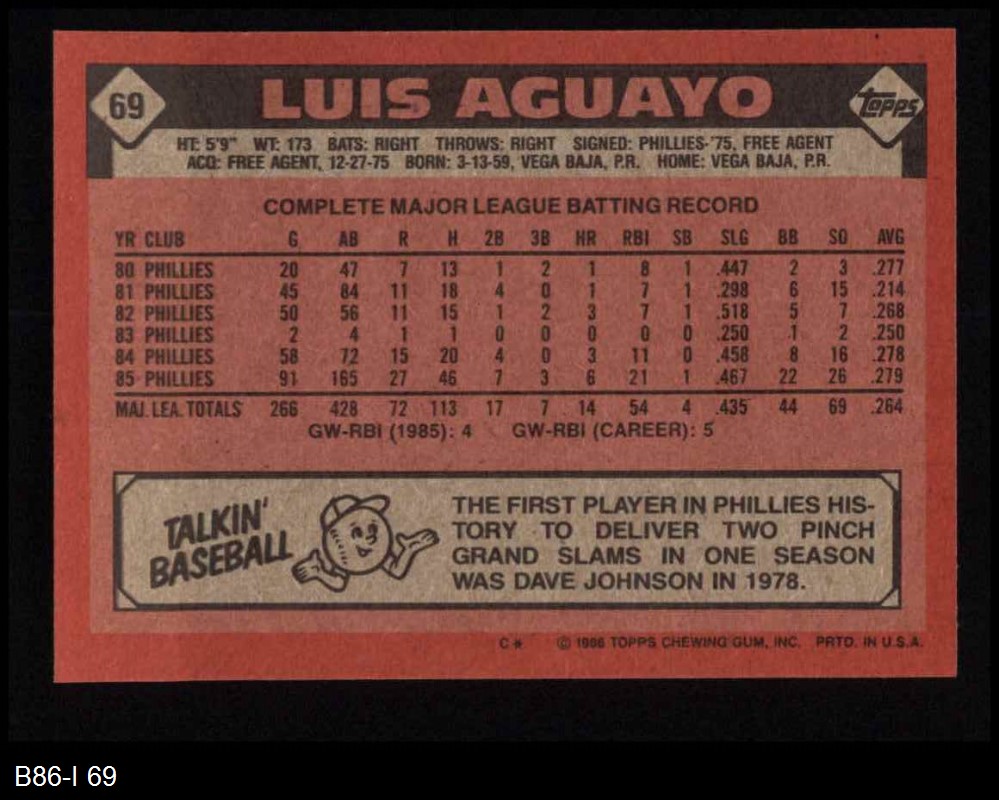 69
LUIS AGUAYO
TOPPS
HT: 5'9" WT: 173 BATS: RIGHT THROWS: RIGHT SIGNED: PHILLIES-'75, FREE AGENT
ACQ: FREE AGENT, 12-27-75 BORN: 3-13-59, VEGA BAJA, P.R. HOME: VEGA BAJA, P.R.
COMPLETE MAJOR LEAGUE BATTING RECORD
YR CLUB G AB R H 2B 3B HR RBI SB SLG BB SO AVG
80 PHILLIES 20 47 7 13 1 2 1 8 1 .447 2 3 .277
81 PHILLIES 45 84 11 18 4 0 1 7 1 .298 6 15 .214
82 PHILLIES 50 56 11 15 1 2 3 7 1 .518 5 7 .268
83 PHILLIES 2 4 1 1 0 0 0 0 0 .250 1 2 .250
84 PHILLIES 58 72 15 20 4 0 3 11 0 .458 8 16 .278
85 PHILLIES 91 165 27 46 7 3 6 21 1 .467 22 26 .279
MAJ. LEA. TOTALS 266 428 72 113 17 7 14 54 4 .435 44 69 .264
GW-RBI (1985): 4 GW-RBI (CAREER): 5
TALKIN'
BASEBALL
THE FIRST PLAYER IN PHILLIES HIS-
TORY TO DELIVER TWO PINCH
GRAND SLAMS IN ONE SEASON
WAS DAVE JOHNSON IN 1978.
C* © 1986 TOPPS CHEWING GUM, INC. PRTD. IN U.S.A.
B86-I 69